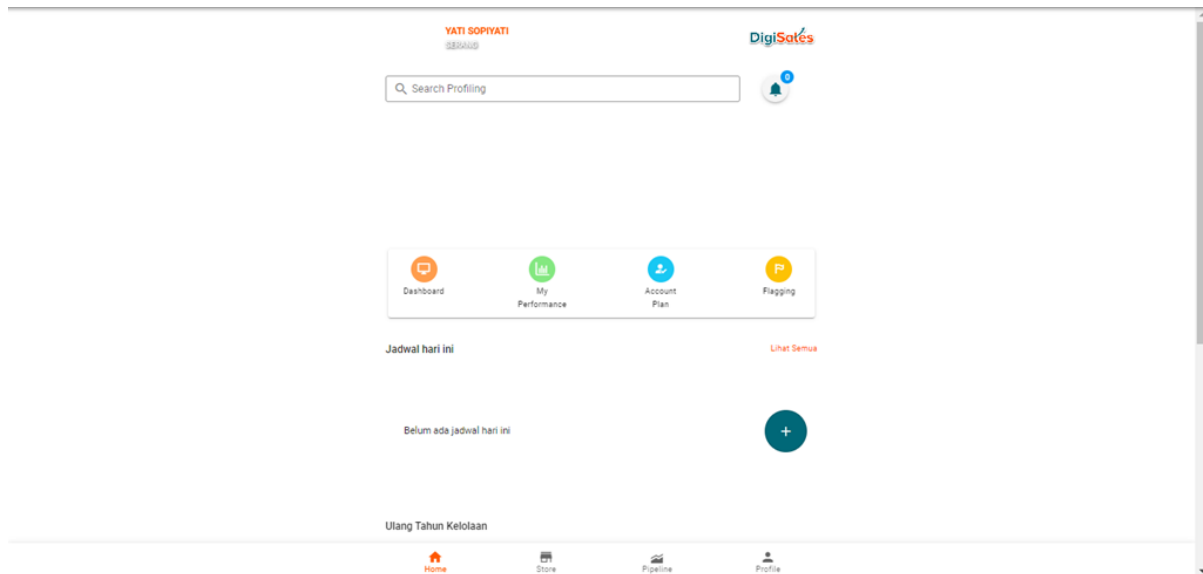 YATI SOPIYATI
SERANG
DigiSales
Search Profiling
0
Dashboard
My
Performance
Account
Plan
Flagging
Jadwal hari ini
Lihat Semua
Belum ada jadwal hari ini
+
Ulang Tahun Kelolaan
Home
Store
Pipeline
Profile